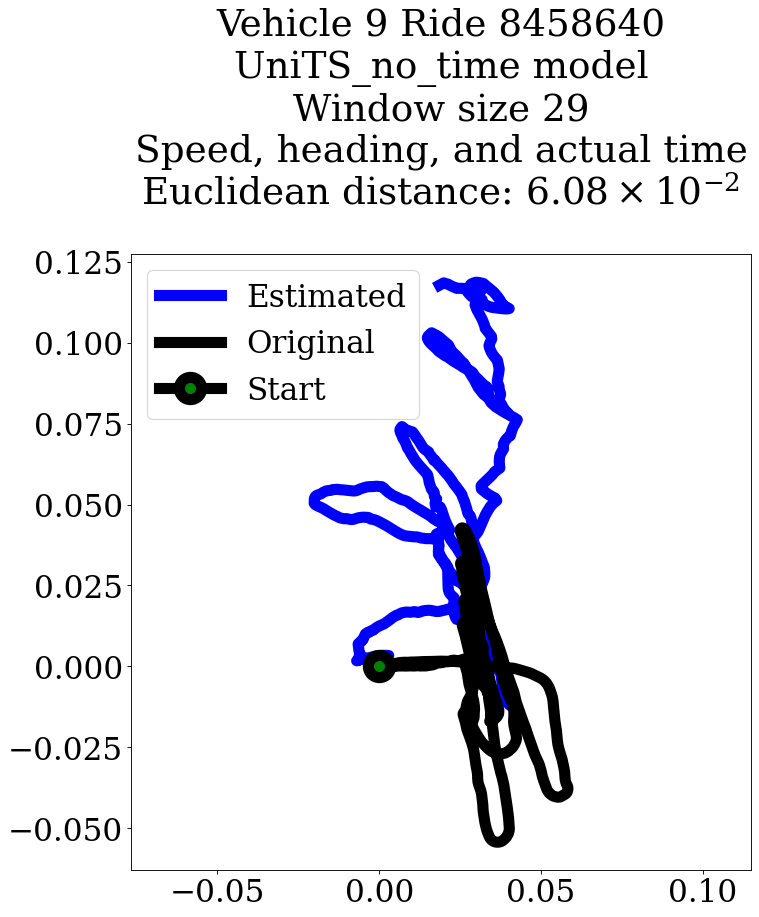 Vehicle 9 Ride 8458640
UniTS_no_time model
Window size 29
Speed, heading, and actual time
Euclidean distance: 6.08 × 10⁻²
Estimated
Original
Start
0.125
0.100
0.075
0.050
0.025
0.000
−0.025
−0.050
−0.05 0.00 0.05 0.10